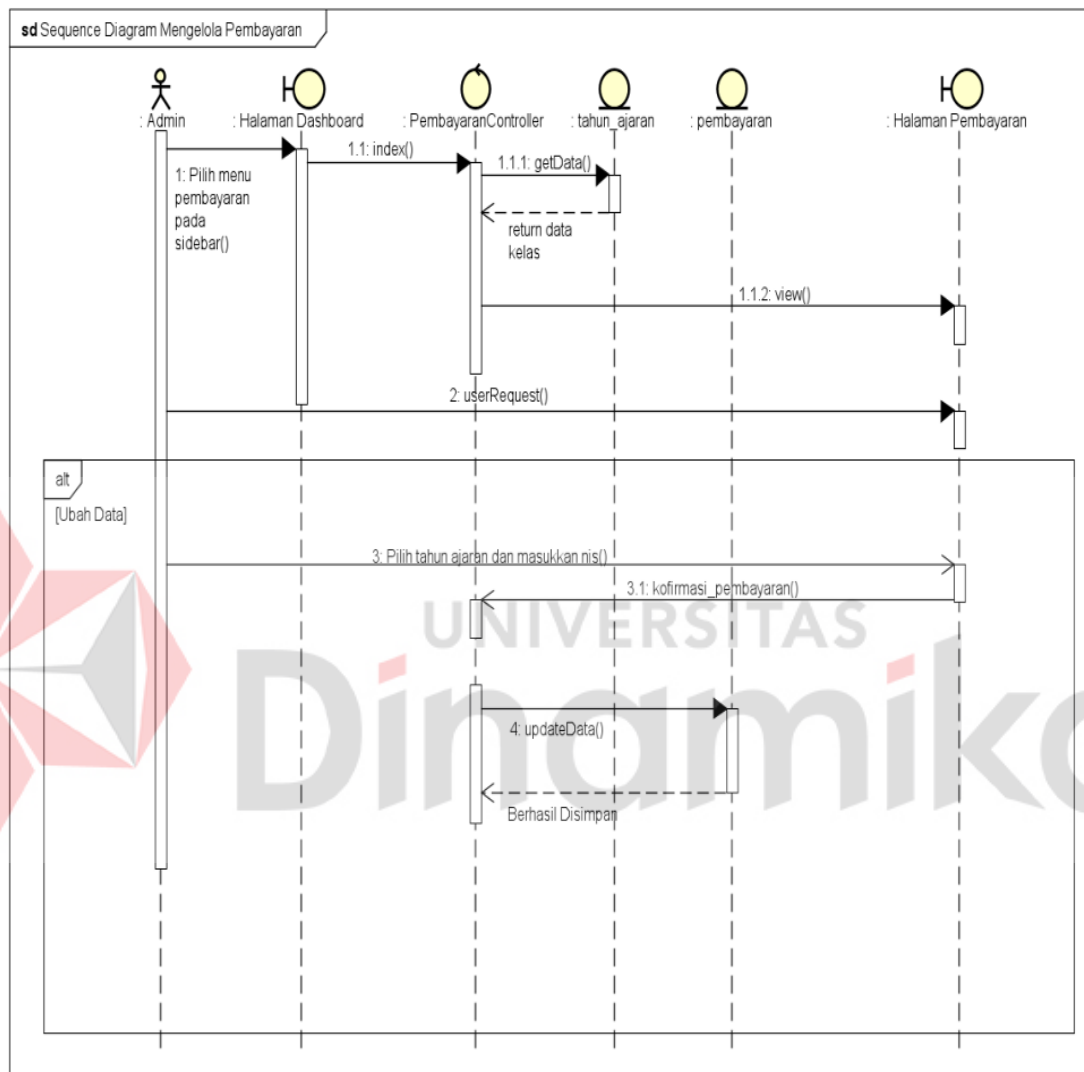 sd Sequence Diagram Mengelola Pembayaran
: Admin
: Halaman Dashboard
: PembayaranController
: tahun_ajaran
: pembayaran
: Halaman Pembayaran
1: Pilih menu
pembayaran
pada
sidebar()
1.1: index()
1.1.1: getData()
return data
kelas
1.1.2: view()
2: userRequest()
alt
[Ubah Data]
3: Pilih tahun ajaran dan masukkan nis()
3.1: kofirmasi_pembayaran()
UNIVERSITAS
Dinamika
4: updateData()
Berhasil Disimpan